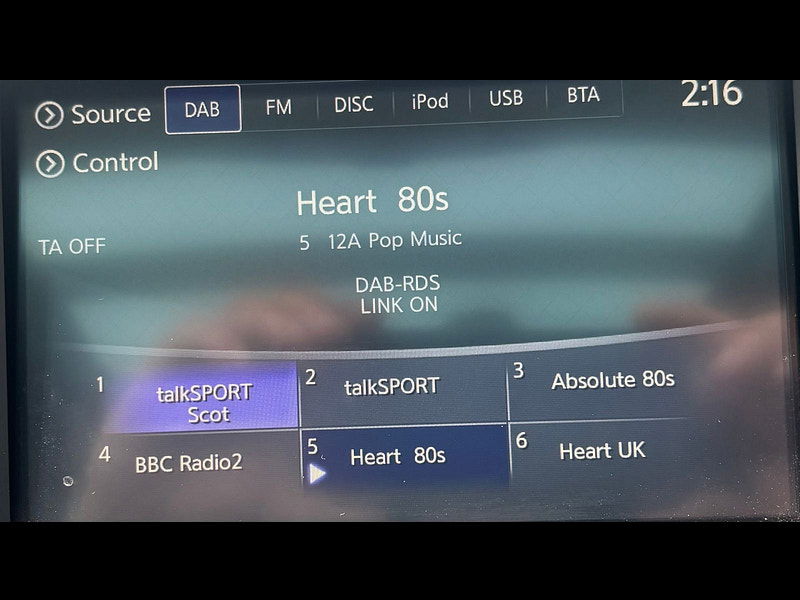 Source DAB FM DISC iPod USB BTA 2:16
Control
Heart 80s
TA OFF 5 12A Pop Music
DAB-RDS
LINK ON
1 talkSPORT
Scot
2 talkSPORT
3 Absolute 80s
4 BBC Radio2
5 Heart 80s
6 Heart UK